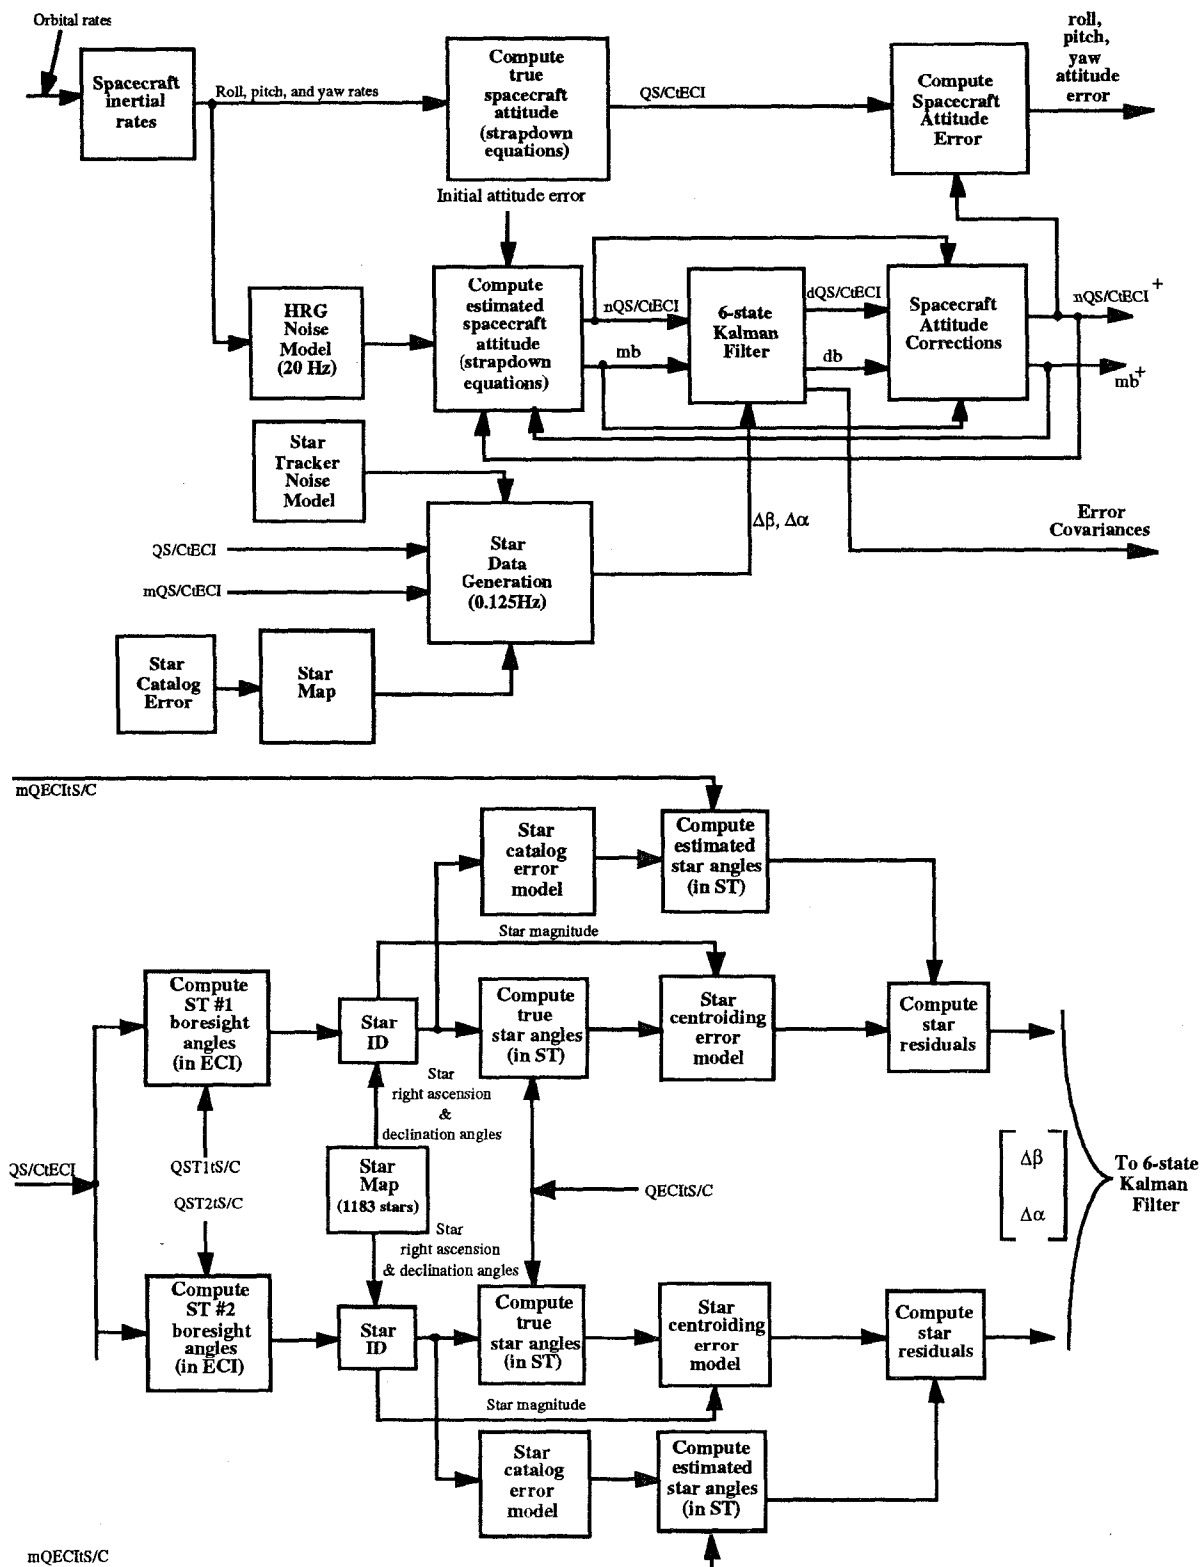 Orbital rates
Spacecraft
inertial
rates
Roll, pitch, and yaw rates
Compute
true
spacecraft
attitude
(strapdown
equations)
QS/CtECI
Compute
Spacecraft
Attitude
Error
roll,
pitch,
yaw
attitude
error
Initial attitude error
HRG
Noise
Model
(20 Hz)
Compute
estimated
spacecraft
attitude
(strapdown
equations)
nQS/CtECI
mb
6-state
Kalman
Filter
dQS/CtECI
db
Spacecraft
Attitude
Corrections
nQS/CtECI +
mb+
Star
Tracker
Noise
Model
QS/CtECI
mQS/CtECI
Star
Data
Generation
(0.125Hz)
Δβ, Δα
Error
Covariances
Star
Catalog
Error
Star
Map
mQECItS/C
Star
catalog
error
model
Compute
estimated
star angles
(in ST)
Star magnitude
Compute
ST #1
boresight
angles
(in ECI)
Star
ID
Compute
true
star angles
(in ST)
Star
centroiding
error
model
Compute
star
residuals
Star
right ascension
&
declination angles
QS/CtECI
QST1tS/C
QST2tS/C
Star
Map
(1183 stars)
QECItS/C
Δβ
Δα
To 6-state
Kalman
Filter
Star
right ascension
& declination angles
Compute
ST #2
boresight
angles
(in ECI)
Star
ID
Compute
true
star angles
(in ST)
Star
centroiding
error
model
Compute
star
residuals
Star magnitude
Star
catalog
error
model
Compute
estimated
star angles
(in ST)
mQECItS/C